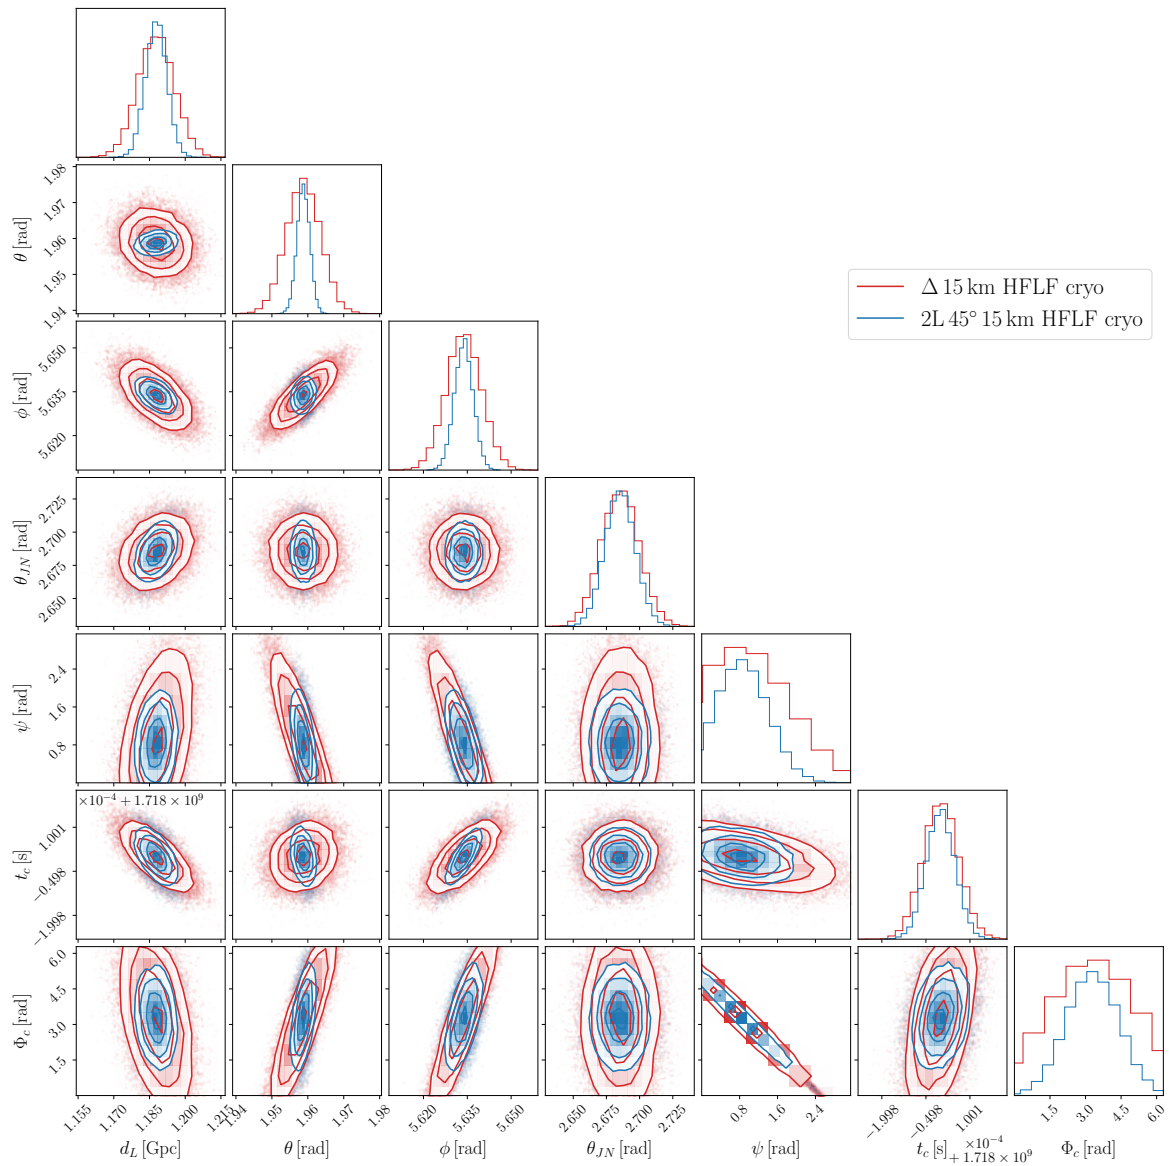 1.98
1.97
1.96
1.95
1.94
θ [rad]
Δ 15 km HFLF cryo
2L 45° 15 km HFLF cryo
5.650
5.635
5.620
ϕ [rad]
2.725
2.700
2.675
2.650
θ_JN [rad]
2.4
1.6
0.8
ψ [rad]
×10⁻⁴ + 1.718 × 10⁹
1.001
−0.498
−1.998
t_c [s]
6.0
4.5
3.0
1.5
Φ_c [rad]
1.155 1.170 1.185 1.200 1.215
1.94 1.95 1.96 1.97 1.98
5.620 5.635 5.650
2.650 2.675 2.700 2.725
0.8 1.6 2.4
−1.998 −0.498 1.001
1.5 3.0 4.5 6.0
d_L [Gpc] θ [rad] ϕ [rad] θ_JN [rad] ψ [rad] t_c [s] ×10⁻⁴ + 1.718 × 10⁹ Φ_c [rad]